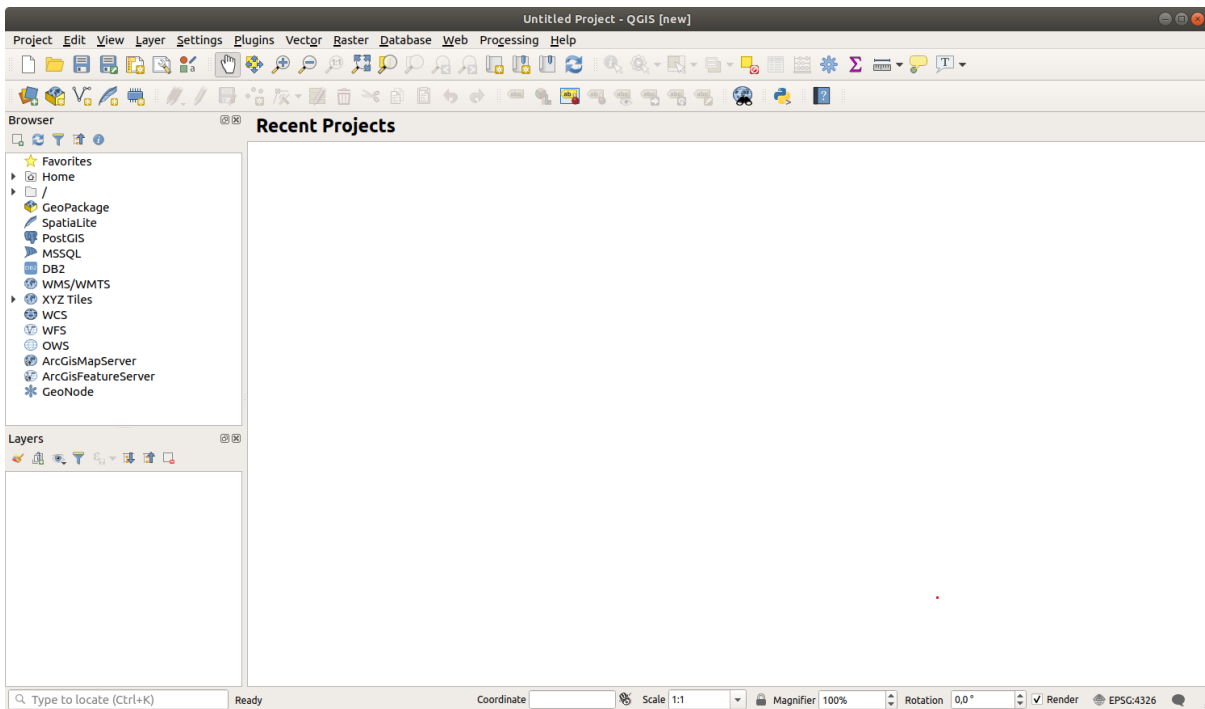 Untitled Project - QGIS [new]
Project Edit View Layer Settings Plugins Vector Raster Database Web Processing Help
Browser
Recent Projects
Favorites
Home
/
GeoPackage
SpatiaLite
PostGIS
MSSQL
DB2
WMS/WMTS
XYZ Tiles
WCS
WFS
OWS
ArcGisMapServer
ArcGisFeatureServer
GeoNode
Layers
Type to locate (Ctrl+K) Ready Coordinate Scale 1:1 Magnifier 100% Rotation 0,0 ° Render EPSG:4326